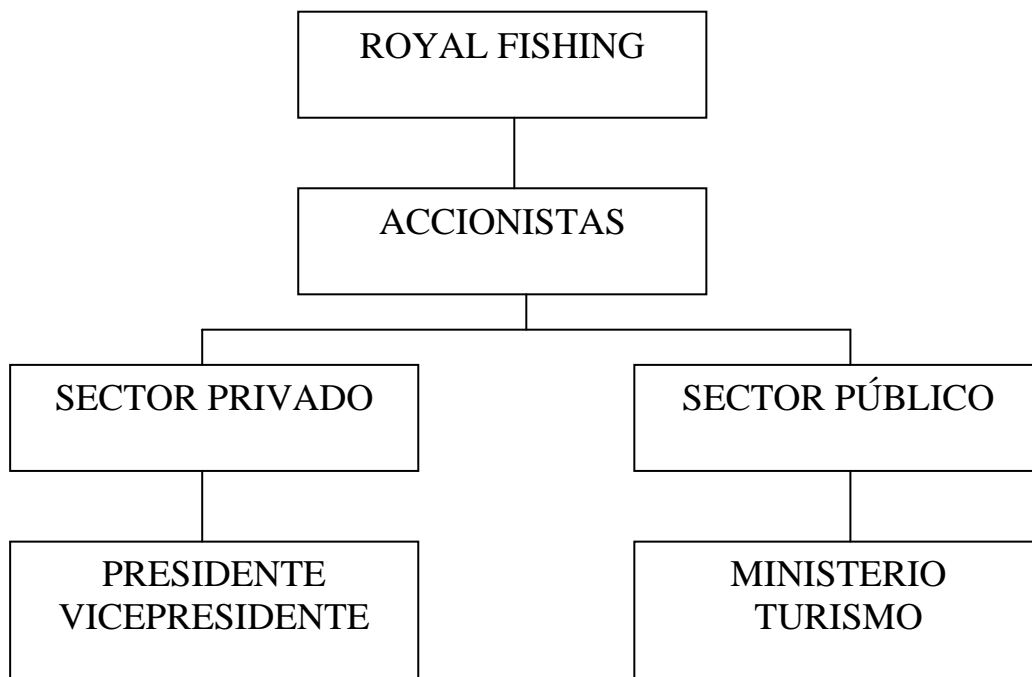 ROYAL FISHING
ACCIONISTAS
SECTOR PRIVADO
SECTOR PÚBLICO
PRESIDENTE
VICEPRESIDENTE
MINISTERIO
TURISMO